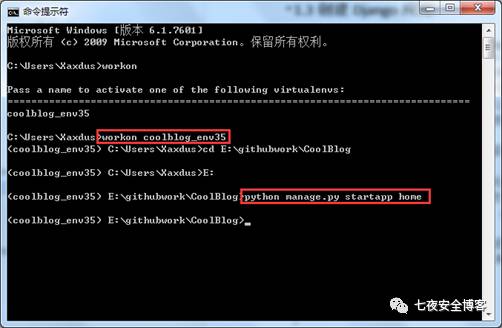 *1.3 创建 Django 应
命令提示符
Microsoft Windows [版本 6.1.7601]
版权所有 (c) 2009 Microsoft Corporation。保留所有权利。
C:\Users\Xaxdus>workon
Pass a name to activate one of the following virtualenvs:
==============================================================================
coolblog_env35
C:\Users\Xaxdus>workon coolblog_env35
(coolblog_env35) C:\Users\Xaxdus>cd E:\githubwork\CoolBlog
(coolblog_env35) C:\Users\Xaxdus>E:
(coolblog_env35) E:\githubwork\CoolBlog>python manage.py startapp home
(coolblog_env35) E:\githubwork\CoolBlog>_
七夜安全博客